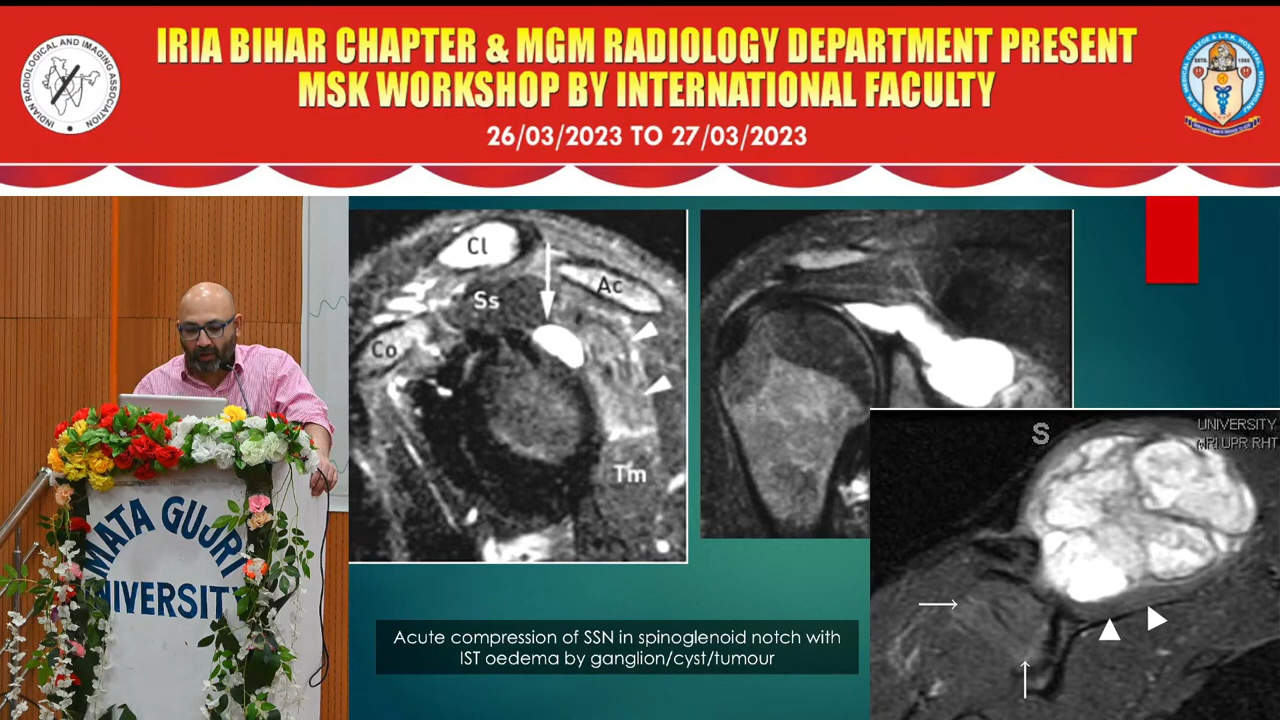 IRIA BIHAR CHAPTER & MGM RADIOLOGY DEPARTMENT PRESENT
MSK WORKSHOP BY INTERNATIONAL FACULTY
26/03/2023 TO 27/03/2023
INDIAN RADIOLOGICAL AND IMAGING ASSOCIATION
MATA GUJRI
UNIVERSITY
Cl
Ac
Ss
Co
Tm
S
UNIVERSITY
MRI UPR RHT
Acute compression of SSN in spinoglenoid notch with
IST oedema by ganglion/cyst/tumour